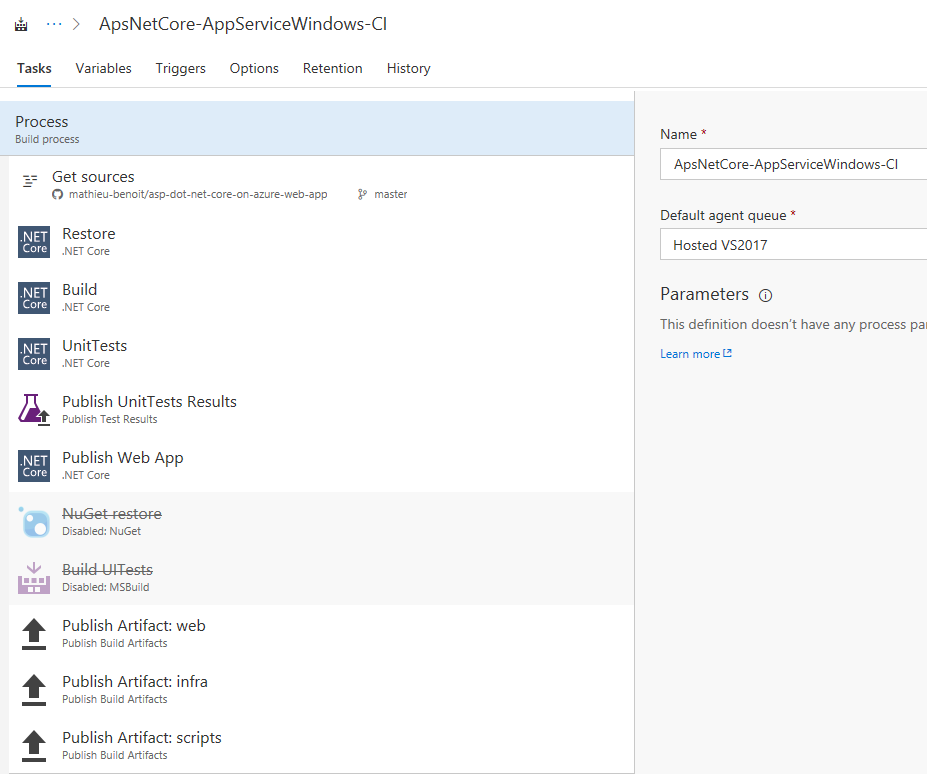 ... > ApsNetCore-AppServiceWindows-CI
Tasks Variables Triggers Options Retention History
Process
Build process
Get sources
mathieu-benoit/asp-dot-net-core-on-azure-web-app master
.NET Core Restore
.NET Core
.NET Core Build
.NET Core
.NET Core UnitTests
.NET Core
Publish UnitTests Results
Publish Test Results
.NET Core Publish Web App
.NET Core
NuGet restore
Disabled: NuGet
Build UITests
Disabled: MSBuild
Publish Artifact: web
Publish Build Artifacts
Publish Artifact: infra
Publish Build Artifacts
Publish Artifact: scripts
Publish Build Artifacts
Name *
ApsNetCore-AppServiceWindows-CI
Default agent queue *
Hosted VS2017
Parameters
This definition doesn't have any process pa
Learn more